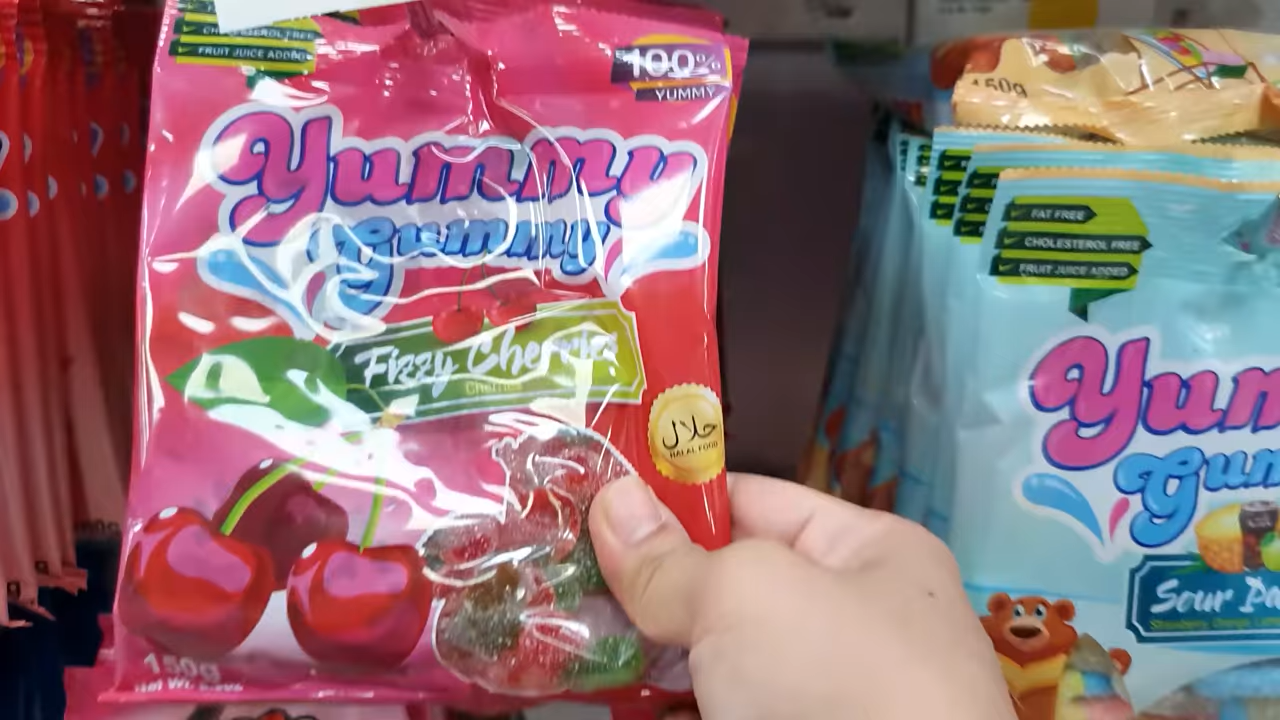 CHOLESTEROL FREE
FRUIT JUICE ADDED
100%
YUMMY
Yummy
Gummy
Fizzy Cherries
Cherries
حلال
HALAL FOOD
150g
150g
FAT FREE
CHOLESTEROL FREE
FRUIT JUICE ADDED
Yum
Gum
Sour Pa